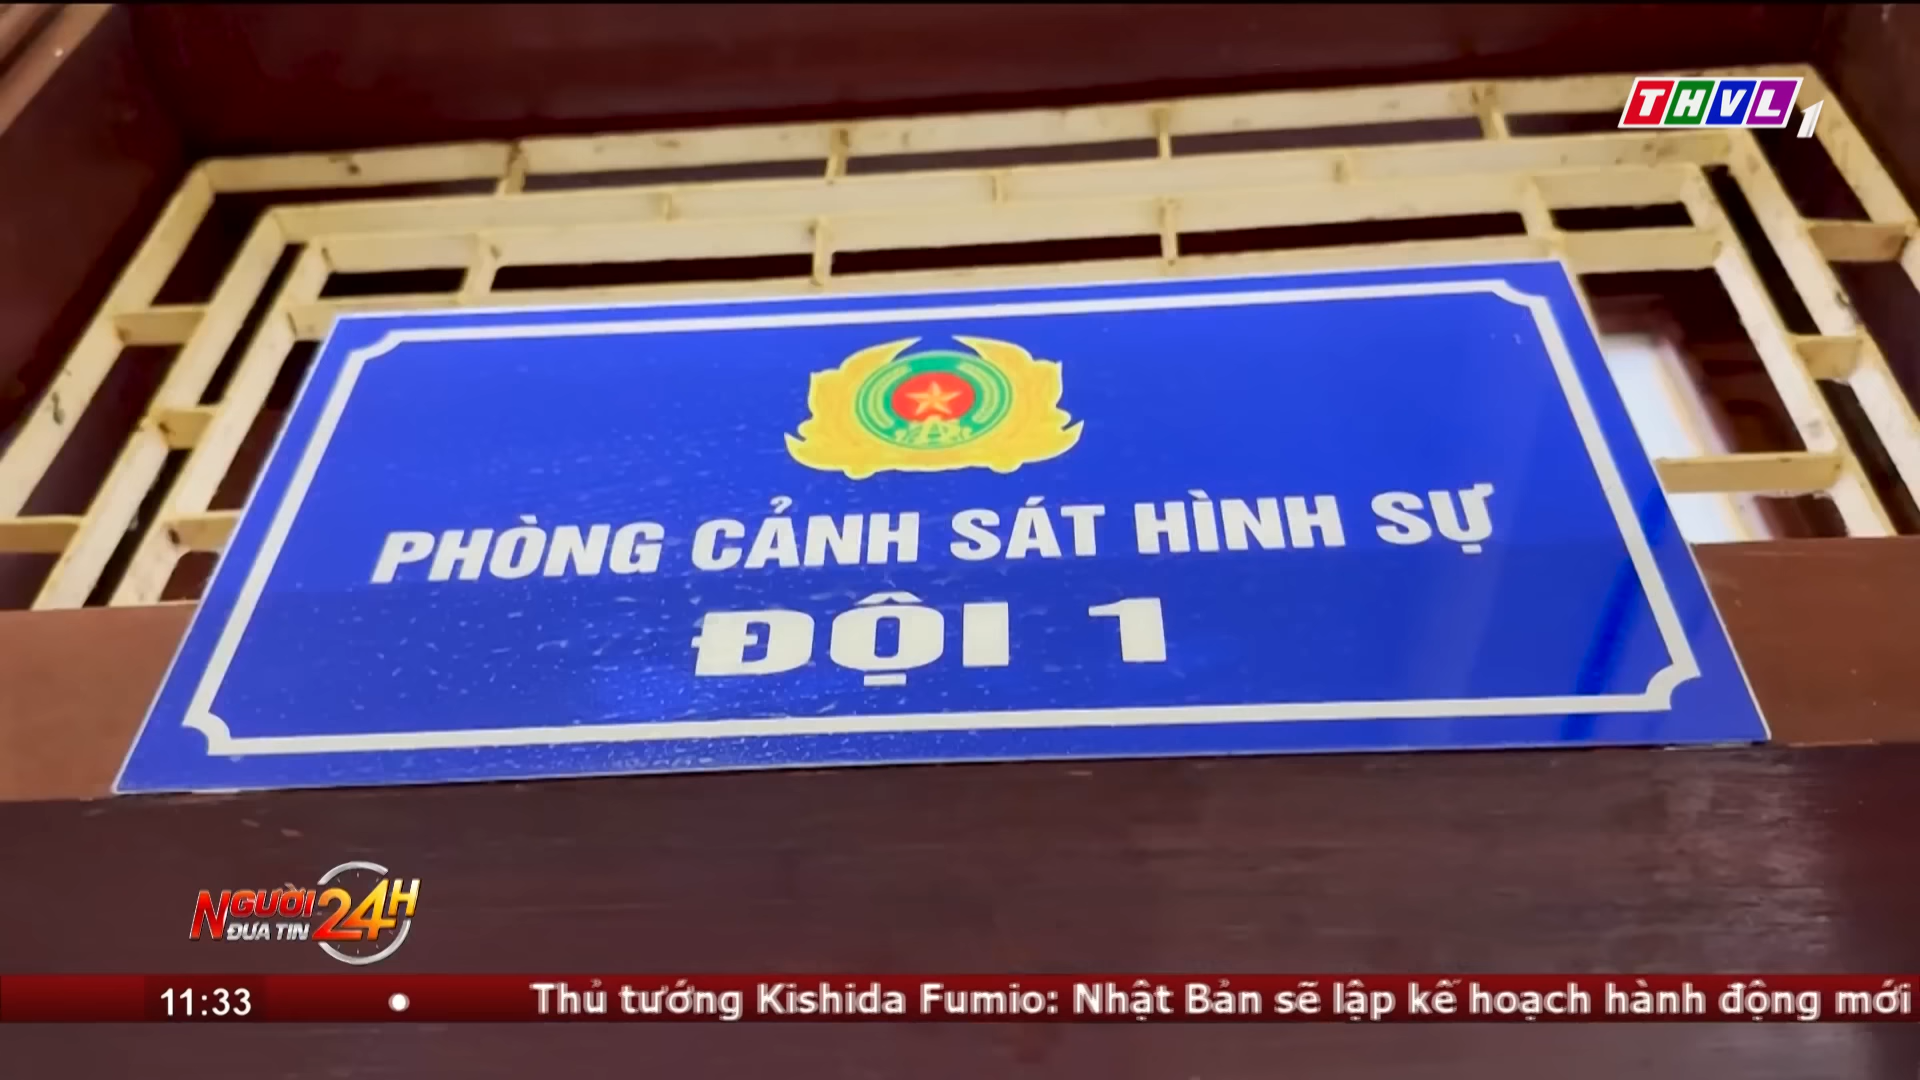 THVL1
PHÒNG CẢNH SÁT HÌNH SỰ
ĐỘI 1
NGƯỜI
ĐƯA TIN
24H
11:33
Thủ tướng Kishida Fumio: Nhật Bản sẽ lập kế hoạch hành động mới